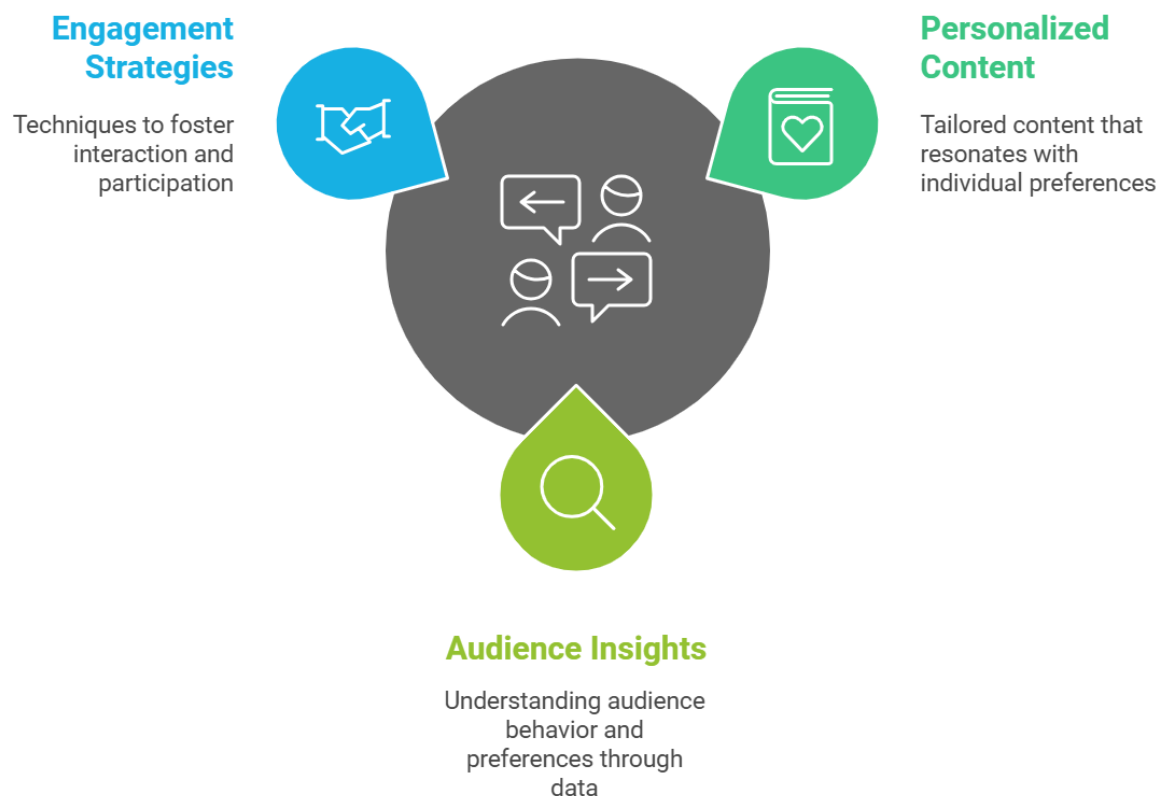 Engagement
Strategies
Techniques to foster
interaction and
participation
Personalized
Content
Tailored content that
resonates with
individual preferences
Audience Insights
Understanding audience
behavior and
preferences through
data